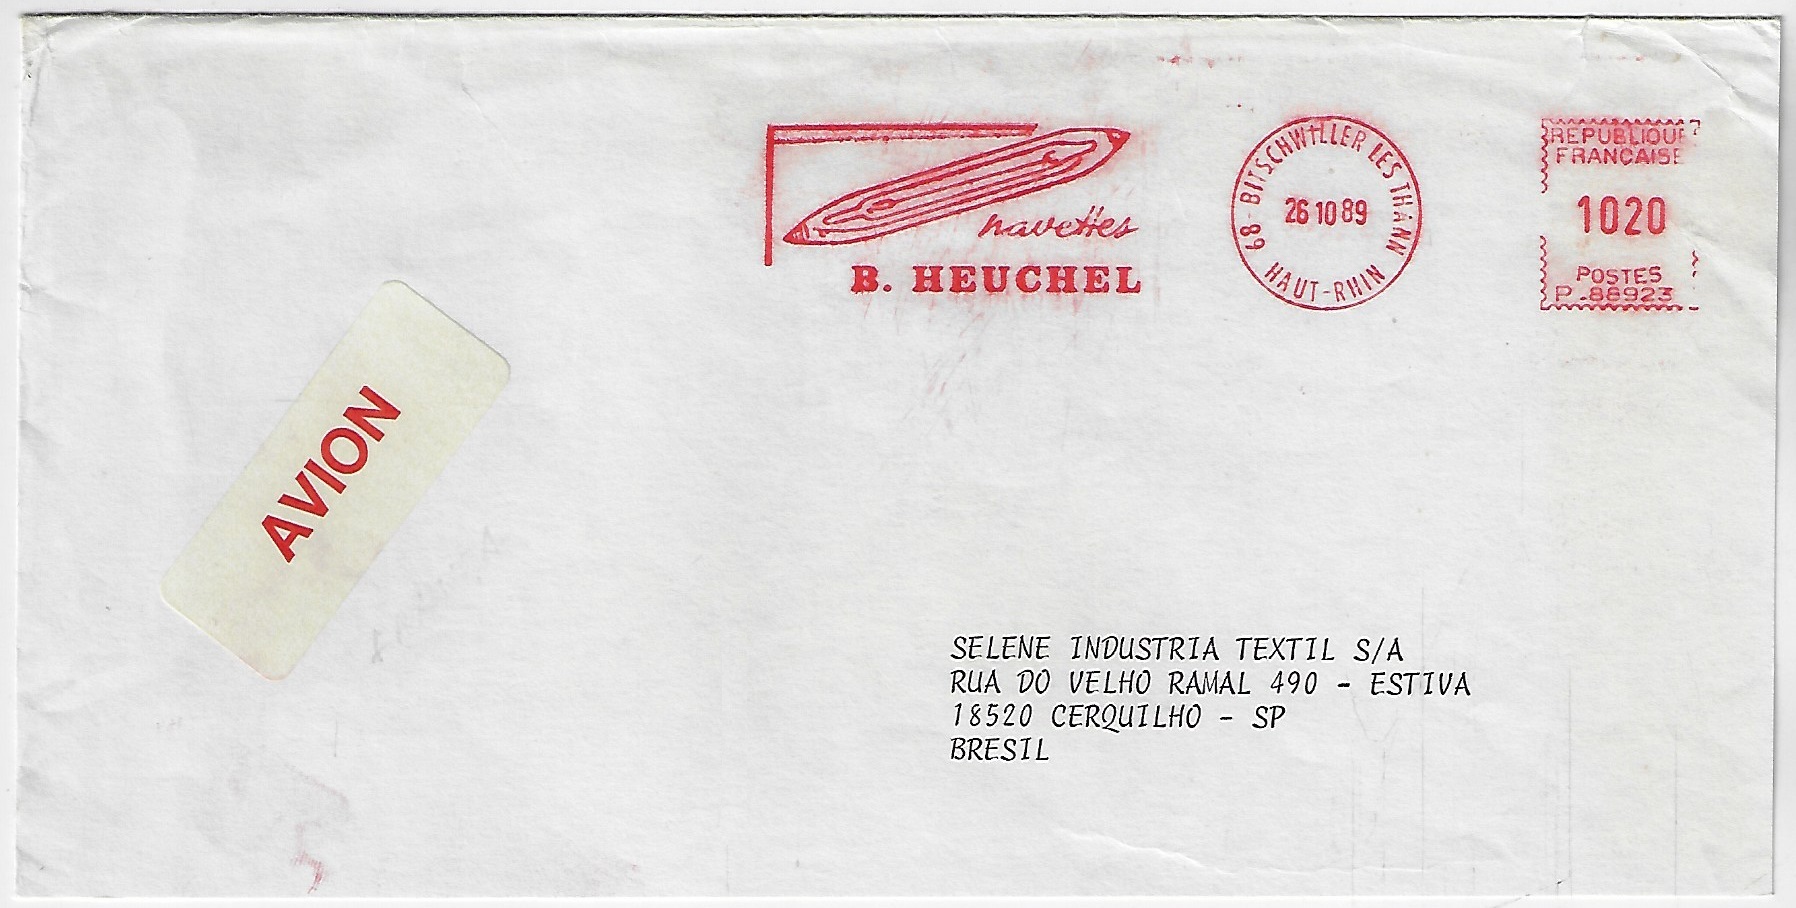 navettes
B. HEUCHEL
68-BITSCHWILLER LES THANN
26 10 89
HAUT-RHIN
REPUBLIQUE
FRANCAISE
1020
POSTES
P.88923
AVION
SELENE INDUSTRIA TEXTIL S/A
RUA DO VELHO RAMAL 490 - ESTIVA
18520 CERQUILHO - SP
BRESIL